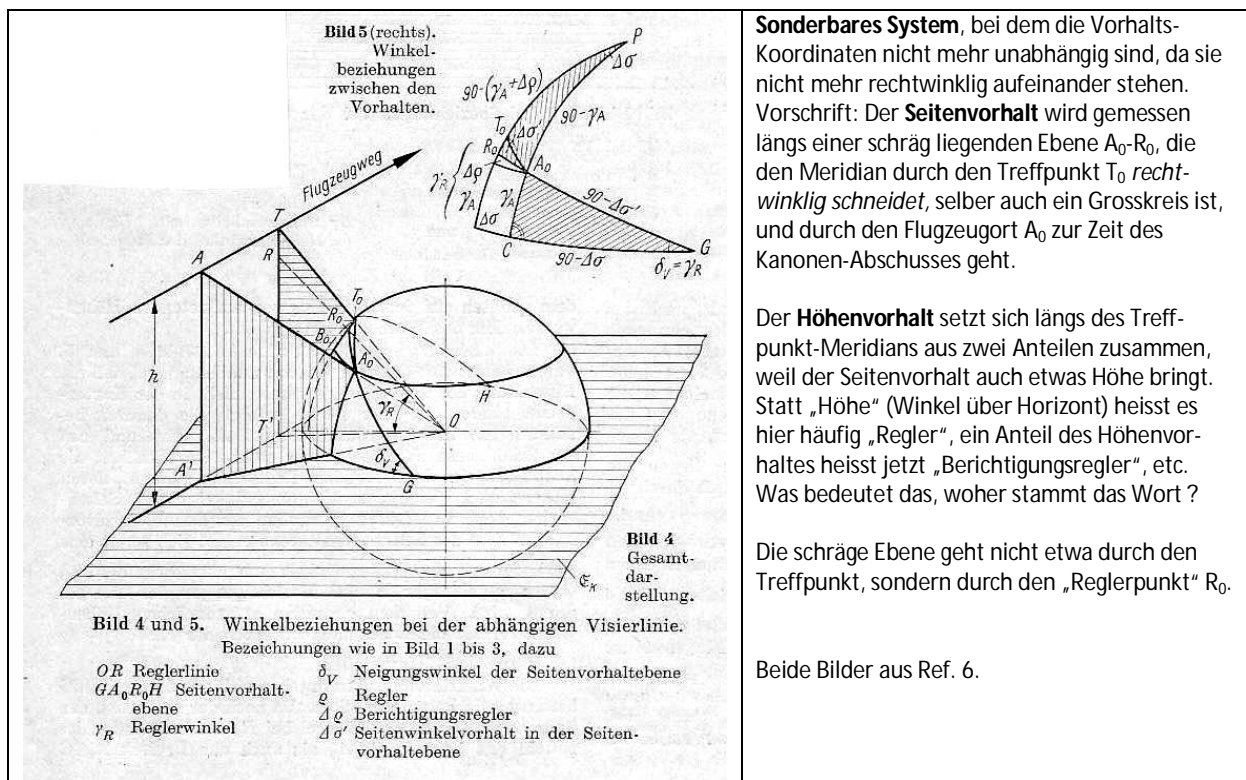 Bild 5 (rechts).
Winkel-
beziehungen
zwischen den
Vorhalten.
P
Δσ
90-(γA+Δϱ)
90-γA
T0
Δσ
R0
A0
γR
Δϱ
γA
γA
Δσ
90-Δσ'
C
90-Δσ
G
δV=γR
Flugzeugweg
T
A
R
T0
R0
B0
A0
h
γR
H
O
T'
A'
δV
G
Bild 4
Gesamt-
dar-
stellung.
Bild 4 und 5. Winkelbeziehungen bei der abhängigen Visierlinie.
Bezeichnungen wie in Bild 1 bis 3, dazu
OR Reglerlinie
GA0R0H Seitenvorhalt-
ebene
γR Reglerwinkel
δV Neigungswinkel der Seitenvorhaltebene
ϱ Regler
Δϱ Berichtigungsregler
Δσ' Seitenwinkelvorhalt in der Seiten-
vorhaltebene
Sonderbares System, bei dem die Vorhalts-
Koordinaten nicht mehr unabhängig sind, da sie
nicht mehr rechtwinklig aufeinander stehen.
Vorschrift: Der Seitenvorhalt wird gemessen
längs einer schräg liegenden Ebene A0-R0, die
den Meridian durch den Treffpunkt T0 recht-
winklig schneidet, selber auch ein Grosskreis ist,
und durch den Flugzeugort A0 zur Zeit des
Kanonen-Abschusses geht.
Der Höhenvorhalt setzt sich längs des Treff-
punkt-Meridians aus zwei Anteilen zusammen,
weil der Seitenvorhalt auch etwas Höhe bringt.
Statt „Höhe“ (Winkel über Horizont) heisst es
hier häufig „Regler“, ein Anteil des Höhenvor-
haltes heisst jetzt „Berichtigungsregler“, etc.
Was bedeutet das, woher stammt das Wort ?
Die schräge Ebene geht nicht etwa durch den
Treffpunkt, sondern durch den „Reglerpunkt“ R0.
Beide Bilder aus Ref. 6.